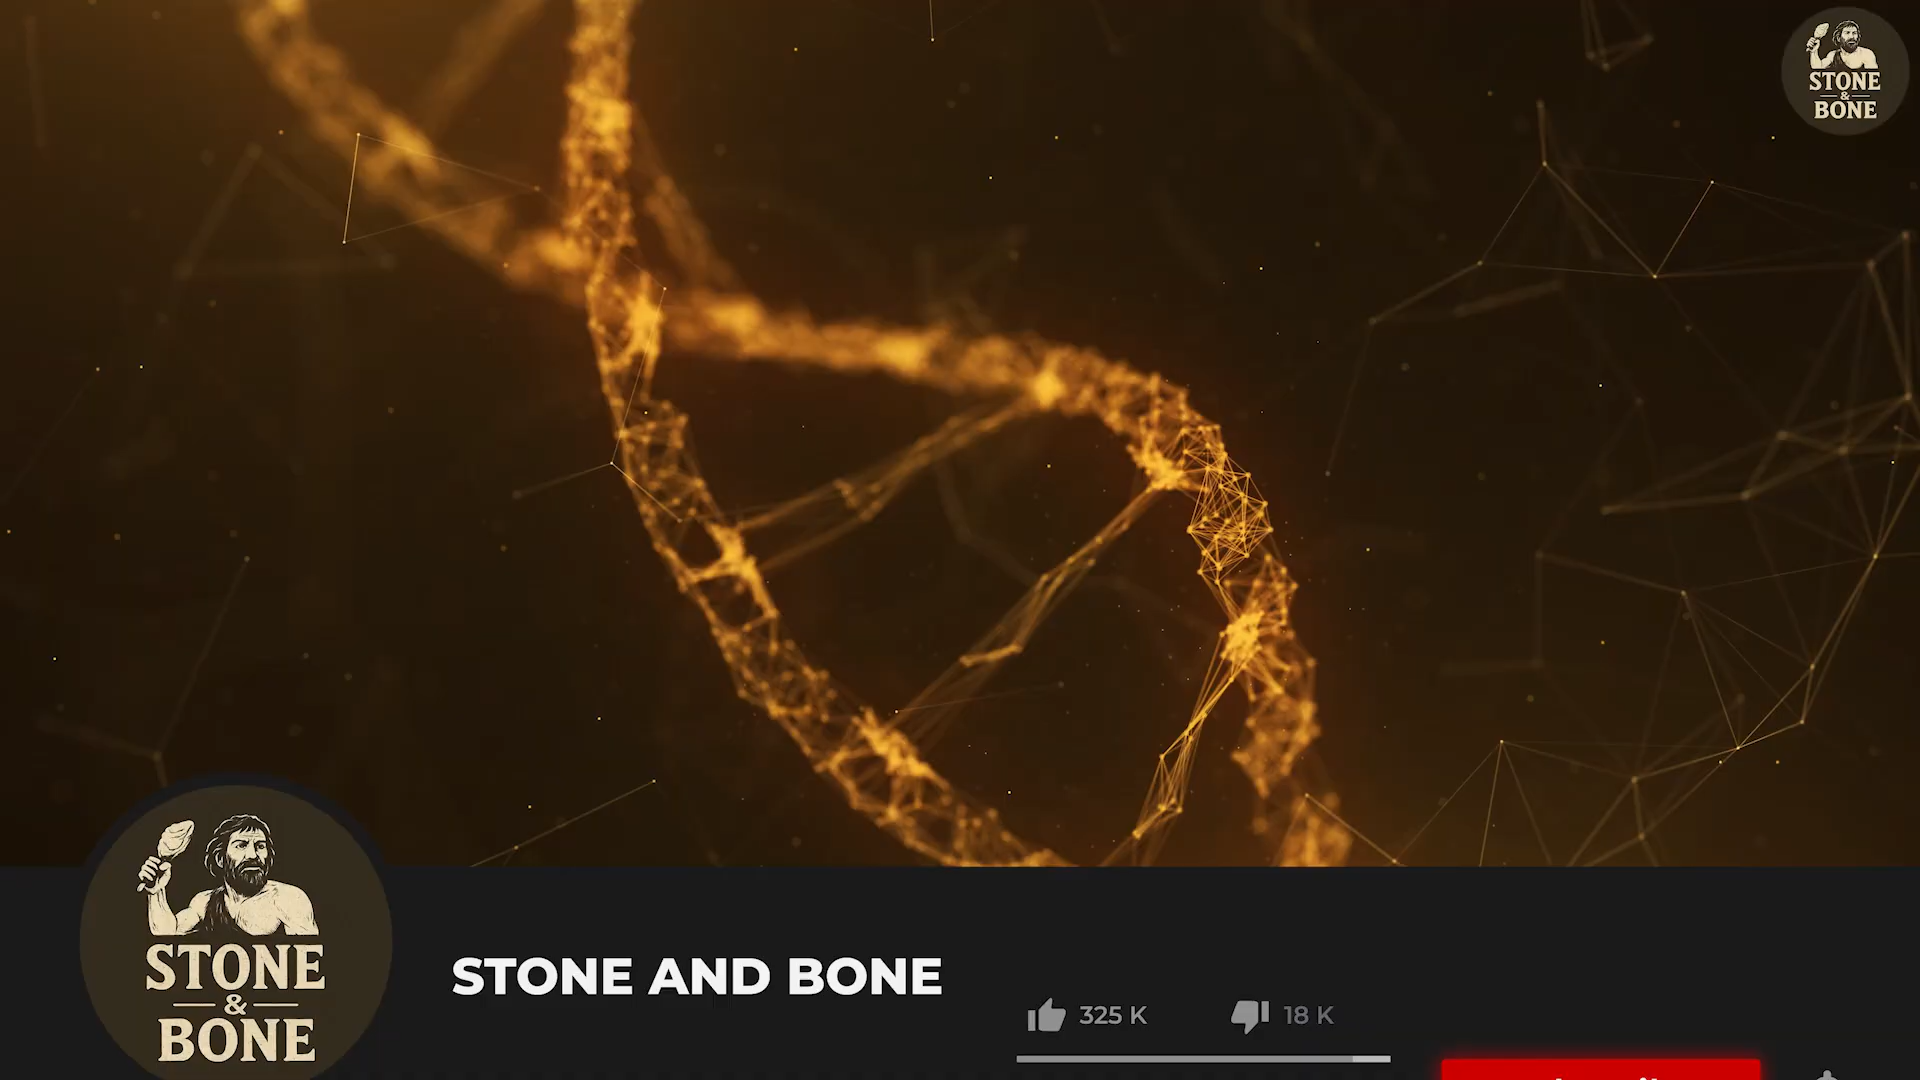 STONE
&
BONE
STONE
&
BONE
STONE AND BONE
325 K
18 K